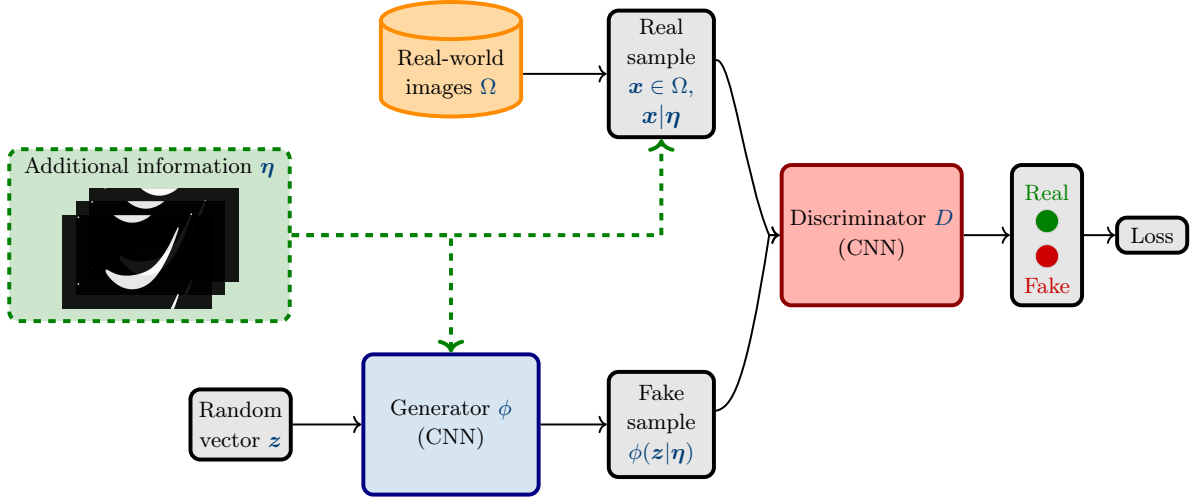 Real-world
images Ω
Real
sample
x ∈ Ω,
x|η
Additional information η
Discriminator D
(CNN)
Real
Fake
Loss
Random
vector z
Generator ϕ
(CNN)
Fake
sample
ϕ(z|η)